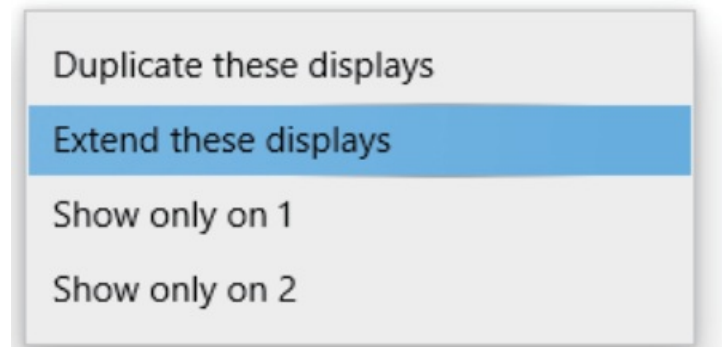 Duplicate these displays
Extend these displays
Show only on 1
Show only on 2